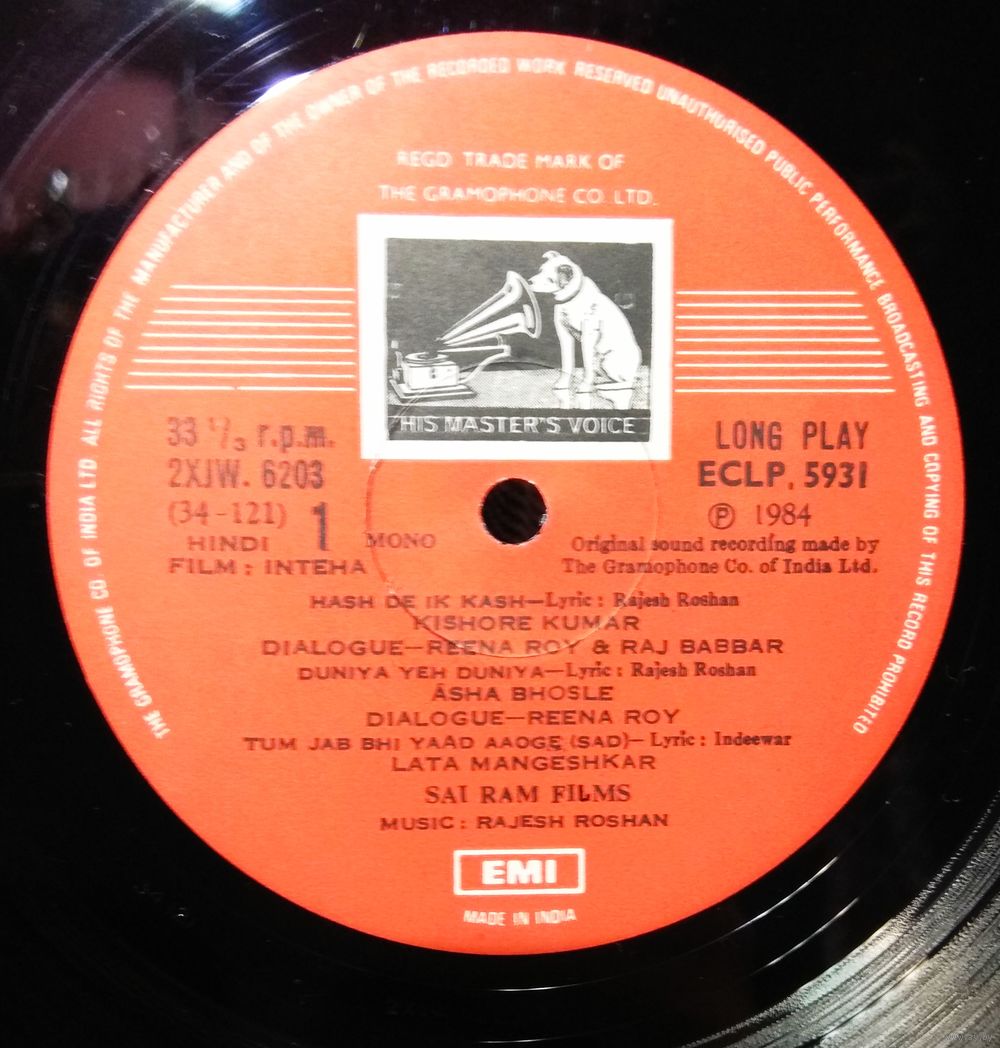 THE GRAMOPHONE CO OF INDIA LTD ALL RIGHTS OF THE MANUFACTURER AND OF THE OWNER OF THE RECORDED WORK RESERVED UNAUTHORISED PUBLIC PERFORMANCE BROADCASTING AND COPYING OF THIS RECORD PROHIBITED
REGD TRADE MARK OF
THE GRAMOPHONE CO. LTD.
HIS MASTER'S VOICE
33 1/3 r.p.m.
2XJW. 6203
(34-121) 1
HINDI
MONO
FILM : INTEHA
LONG PLAY
ECLP. 5931
Ⓟ 1984
Original sound recording made by
The Gramophone Co. of India Ltd.
HASH DE IK KASH—Lyric : Rajesh Roshan
KISHORE KUMAR
DIALOGUE—REENA ROY & RAJ BABBAR
DUNIYA YEH DUNIYA—Lyric : Rajesh Roshan
ASHA BHOSLE
DIALOGUE—REENA ROY
TUM JAB BHI YAAD AAOGE (SAD)— Lyric : Indeewar
LATA MANGESHKAR
SAI RAM FILMS
MUSIC : RAJESH ROSHAN
EMI
MADE IN INDIA